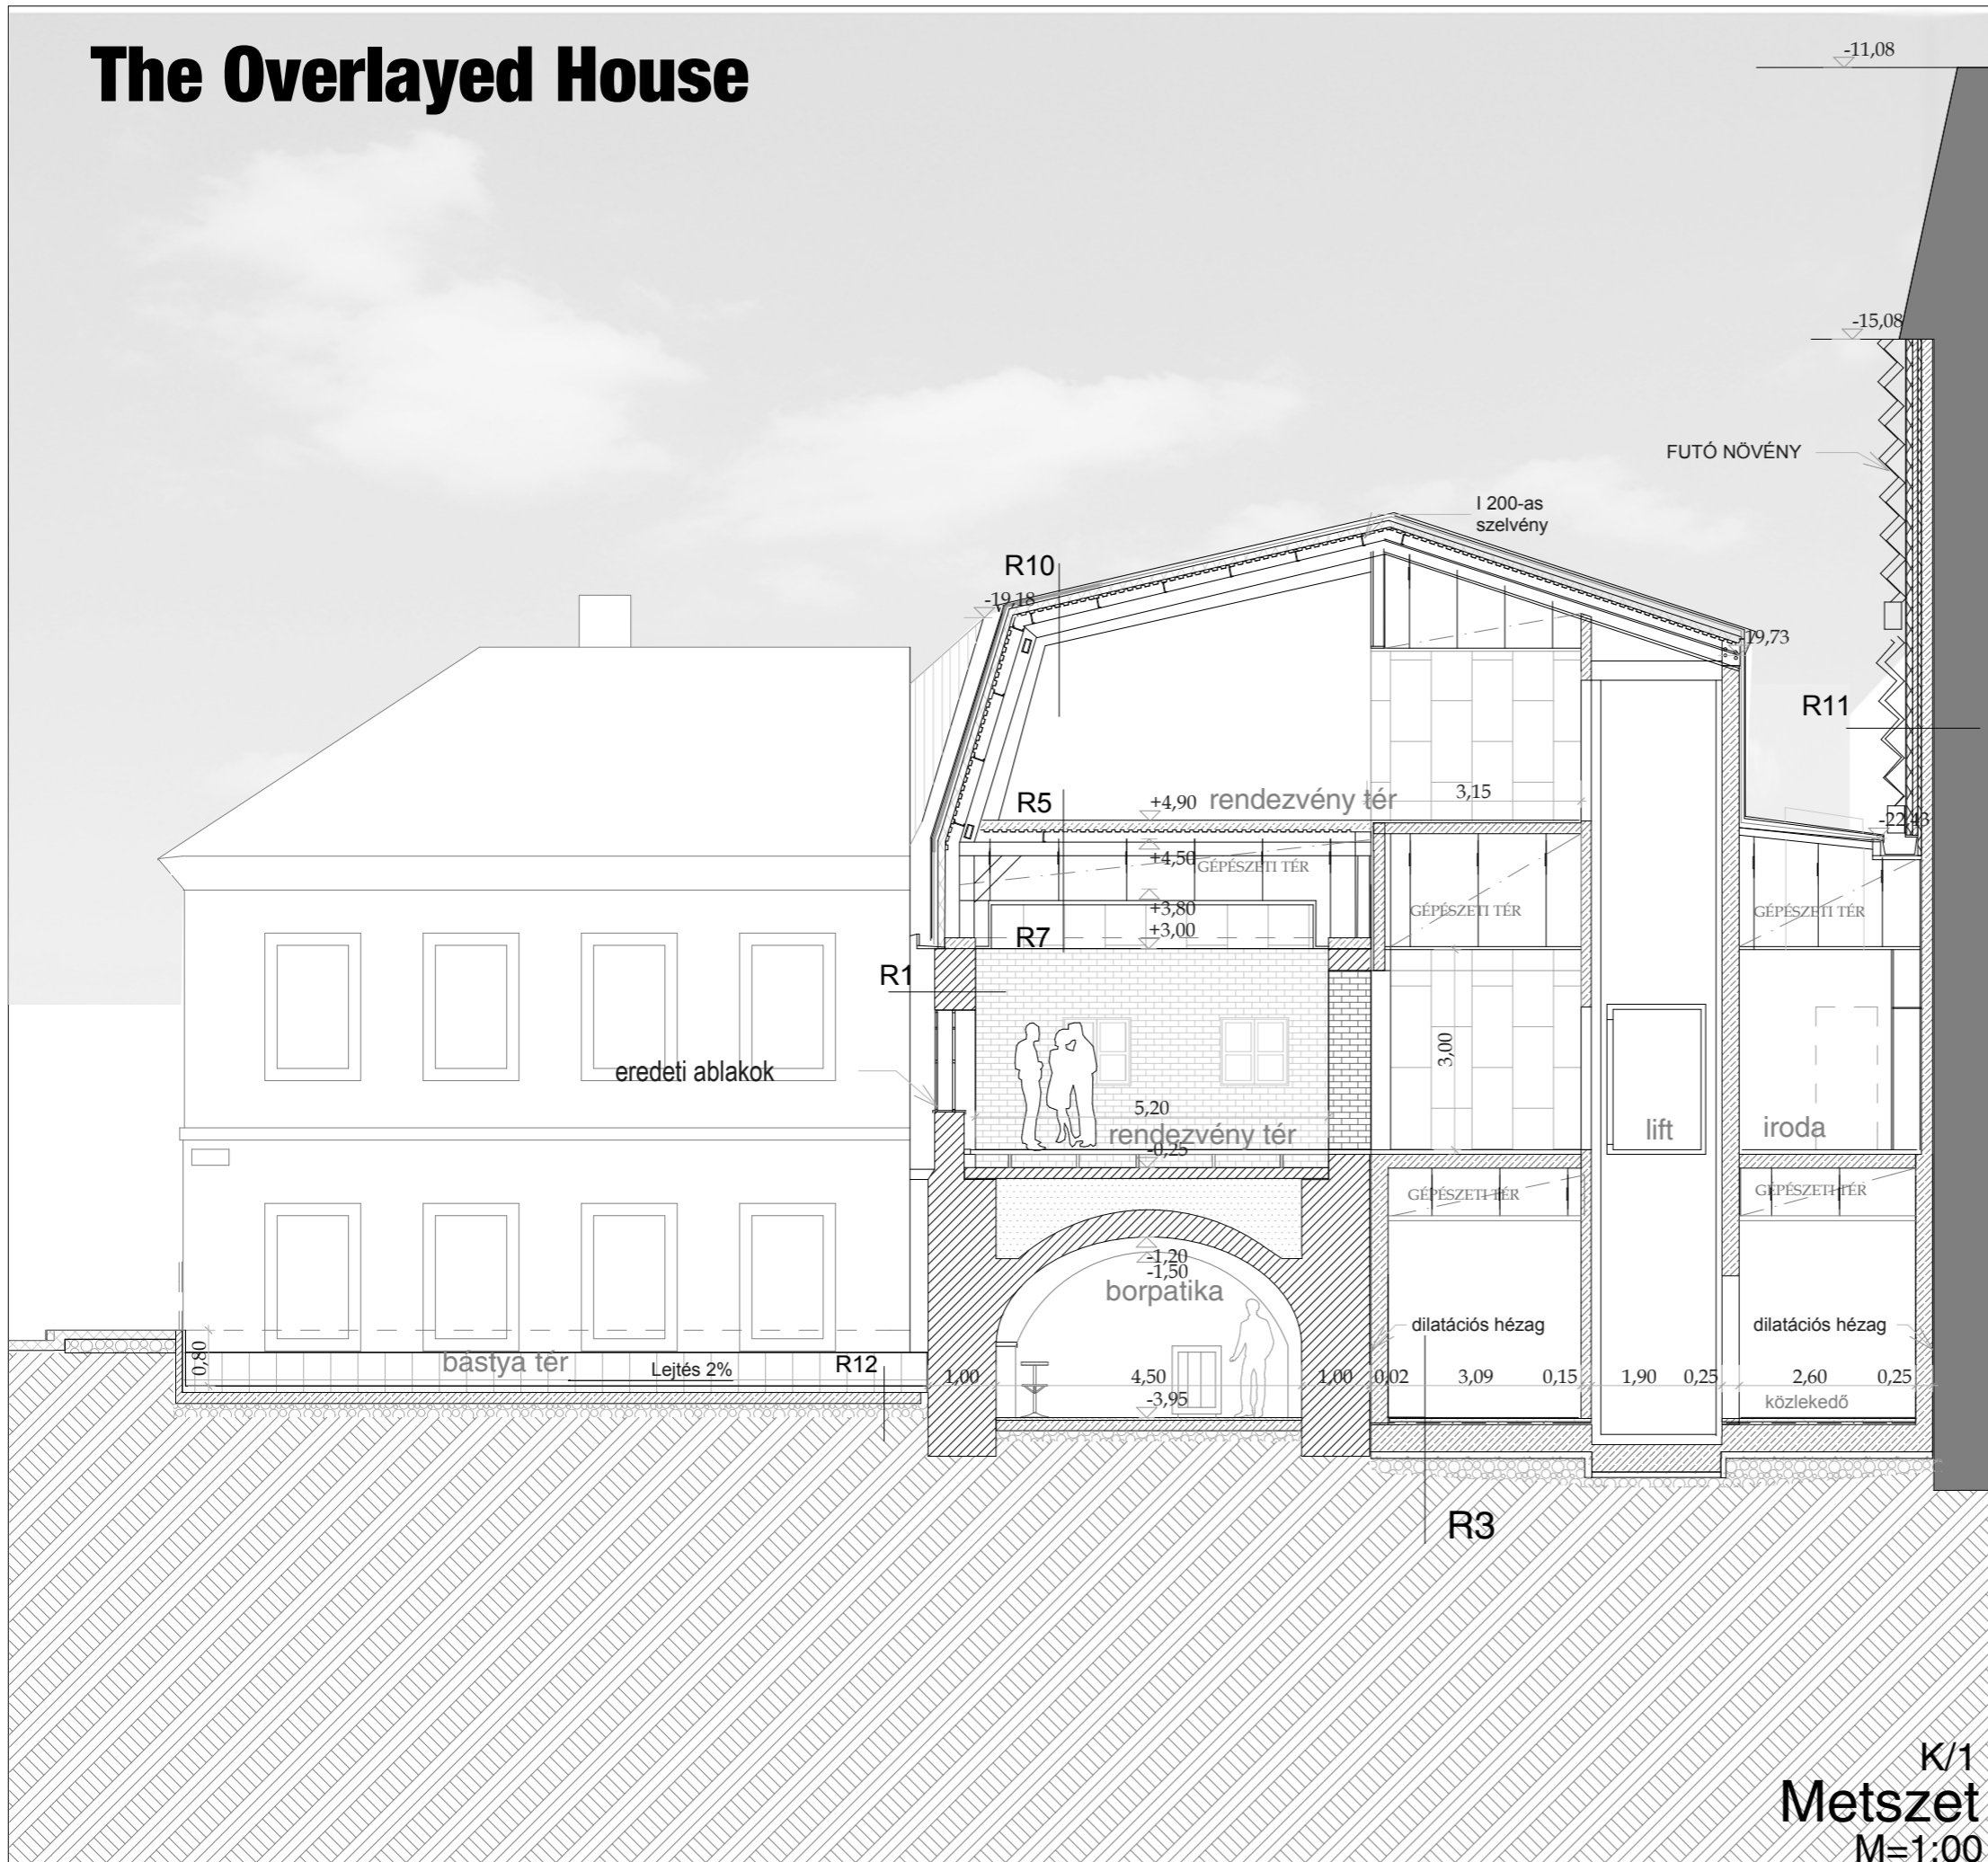 The Overlayed House
-11,08
-15,08
FUTÓ NÖVÉNY
I 200-as
szelvény
R10
-19,18
-19,73
R11
R5
+4,90
rendezvény tér
3,15
-22,43
+4,50
GÉPÉSZETI TÉR
+3,80
GÉPÉSZETI TÉR
GÉPÉSZETI TÉR
+3,00
R7
R1
3,00
eredeti ablakok
5,20
rendezvény tér
lift
iroda
-0,25
GÉPÉSZETI TÉR
GÉPÉSZETI TÉR
-1,20
-1,50
borpatika
dilatációs hézag
dilatációs hézag
0,80
bástya tér
Lejtés 2%
R12
1,00
4,50
1,00
0,02
3,09
0,15
1,90
0,25
2,60
0,25
-3,95
közlekedő
R3
K/1
Metszet
M=1:00